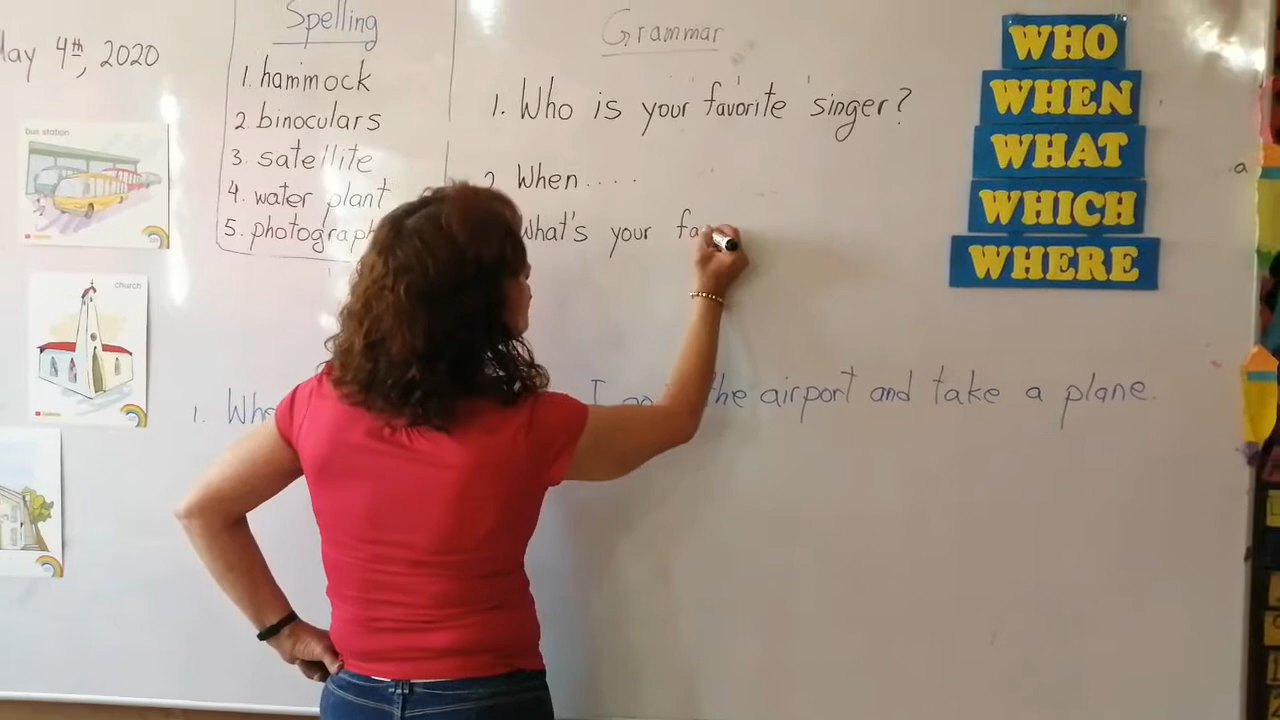 May 4th, 2020
bus station
church
Spelling
1. hammock
2. binoculars
3. satellite
4. water plant
5. photograph
Grammar
1. Who is your favorite singer?
2. When....
What's your fa
1. Whe
I go the airport and take a plane.
WHO
WHEN
WHAT
WHICH
WHERE
a